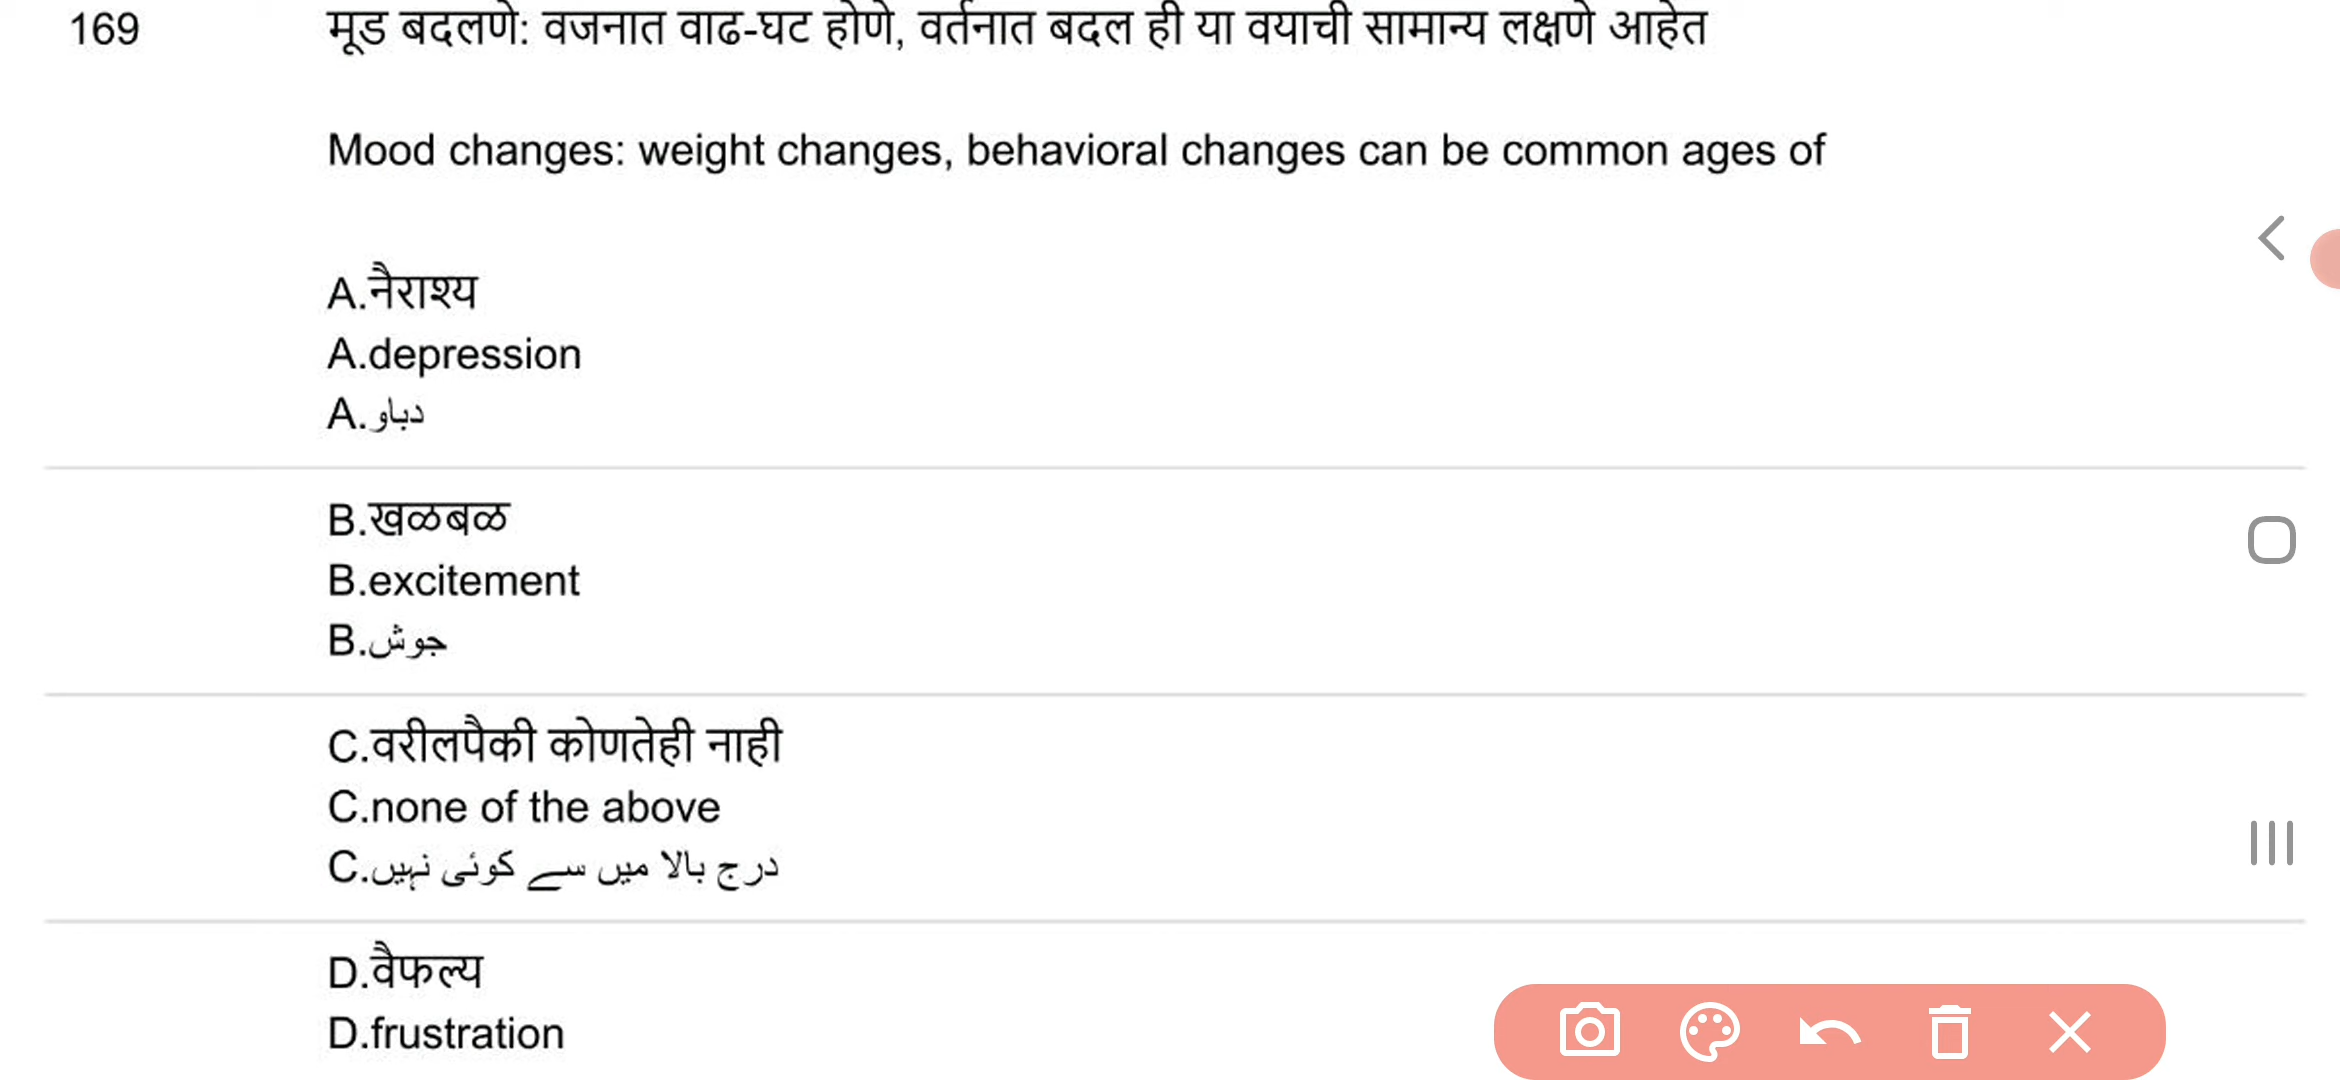 169 मूड बदलणे: वजनात वाढ-घट होणे, वर्तनात बदल ही या वयाची सामान्य लक्षणे आहेत
Mood changes: weight changes, behavioral changes can be common ages of
A.नैराश्य
A.depression
A.دباو
B.खळबळ
B.excitement
B.جوش
C.वरीलपैकी कोणतेही नाही
C.none of the above
C.درج بالا میں سے کوئی نہیں
D.वैफल्य
D.frustration